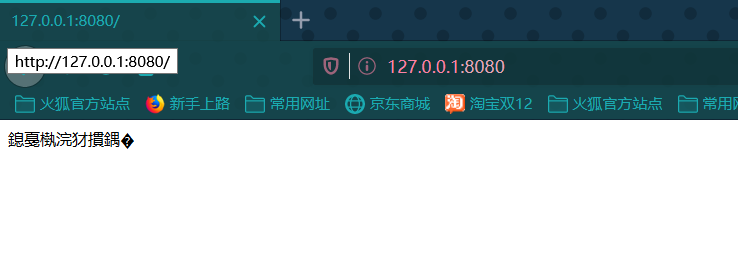 127.0.0.1:8080/
http://127.0.0.1:8080/
127.0.0.1:8080
火狐官方站点 新手上路 常用网址 京东商城 淘 淘宝双12 火狐官方站点 常用
鎴戞槸浣犲摜鍝�